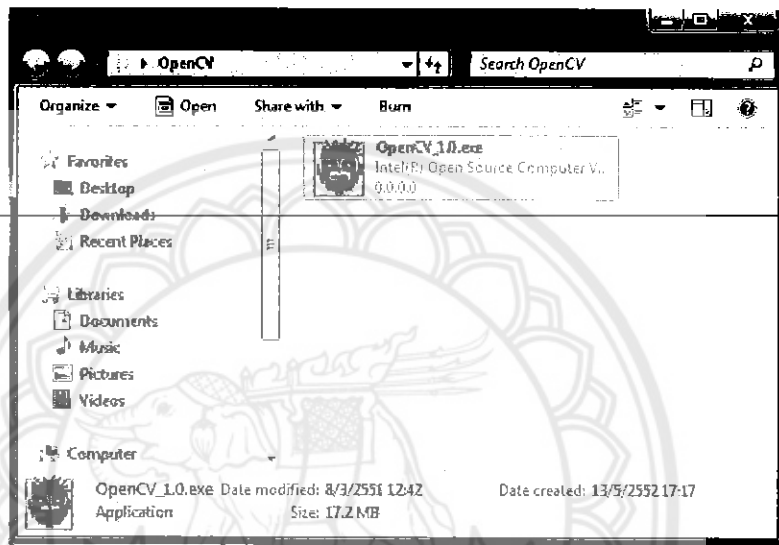 OpenCV
Search OpenCV
Organize
Open
Share with
Burn
Favorites
Desktop
Downloads
Recent Places
Libraries
Documents
Music
Pictures
Videos
Computer
OpenCV_1.0.exe
Intel(R) Open Source Computer V...
0.0.0.0
OpenCV_1.0.exe Date modified: 8/3/2551 12:42 Date created: 13/5/2552 17:17
Application Size: 17.2 MB